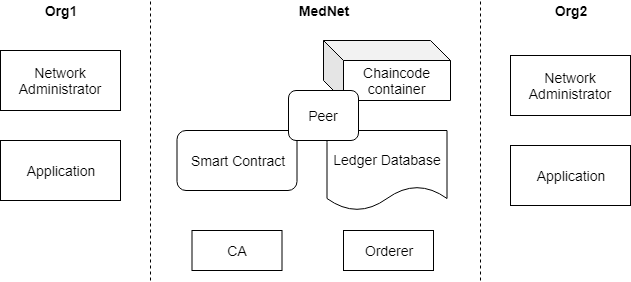 Org1
MedNet
Org2
Network
Administrator
Chaincode
container
Network
Administrator
Peer
Application
Smart Contract
Ledger Database
Application
CA
Orderer